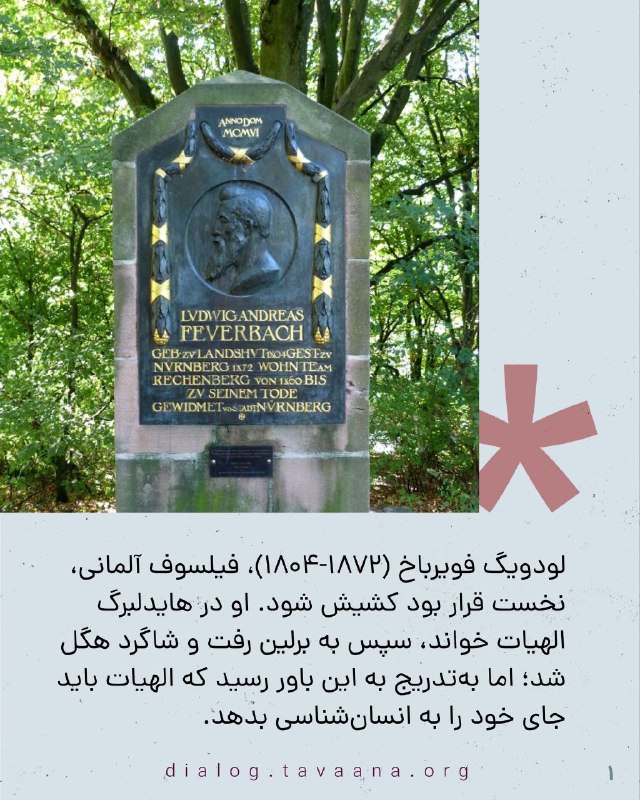 ANNO DOM
MCMVI
LVDWIG ANDREAS
FEVERBACH
GEB ZV LANDSHVT 1804 GEST ZV
NVRNBERG 1872 WOHNTE AM
RECHENBERG VON 1860 BIS
ZV SEINEM TODE
GEWIDMET VON DER STADT NVRNBERG
لودویگ فویرباخ (۱۸۷۲-۱۸۰۴)، فیلسوف آلمانی،
نخست قرار بود کشیش شود. او در هایدلبرگ
الهیات خواند، سپس به برلین رفت و شاگرد هگل
شد؛ اما به‌تدریج به این باور رسید که الهیات باید
جای خود را به انسان‌شناسی بدهد.
dialog.tavaana.org
۱